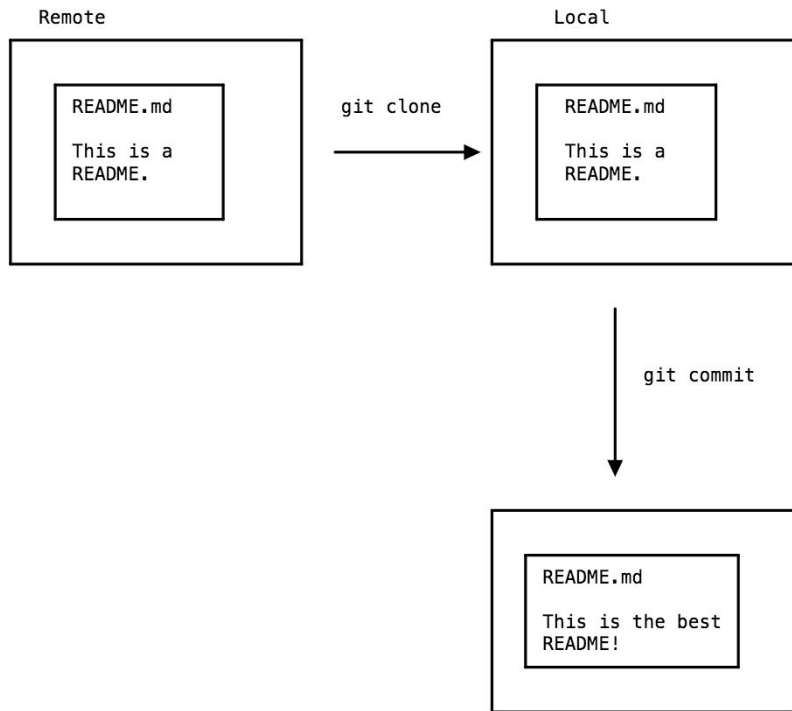 Remote
README.md
This is a
README.
git clone
Local
README.md
This is a
README.
git commit
README.md
This is the best
README!